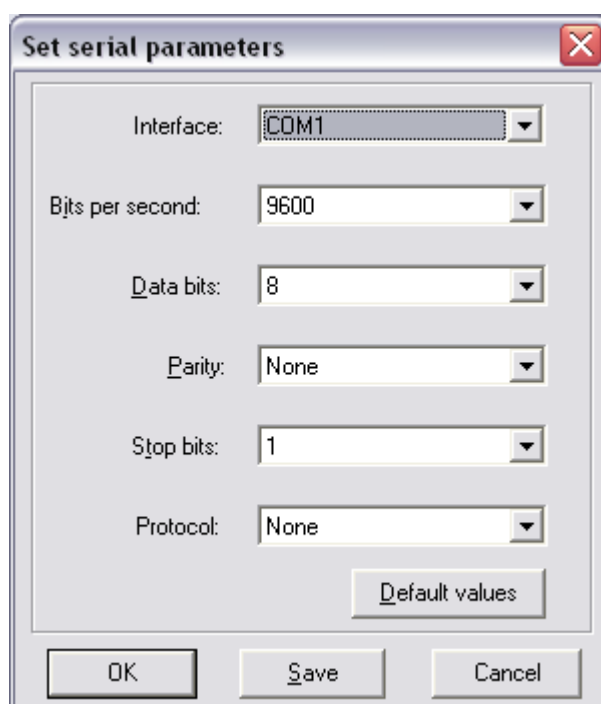 Set serial parameters
Interface: COM1
Bits per second: 9600
Data bits: 8
Parity: None
Stop bits: 1
Protocol: None
Default values
OK Save Cancel